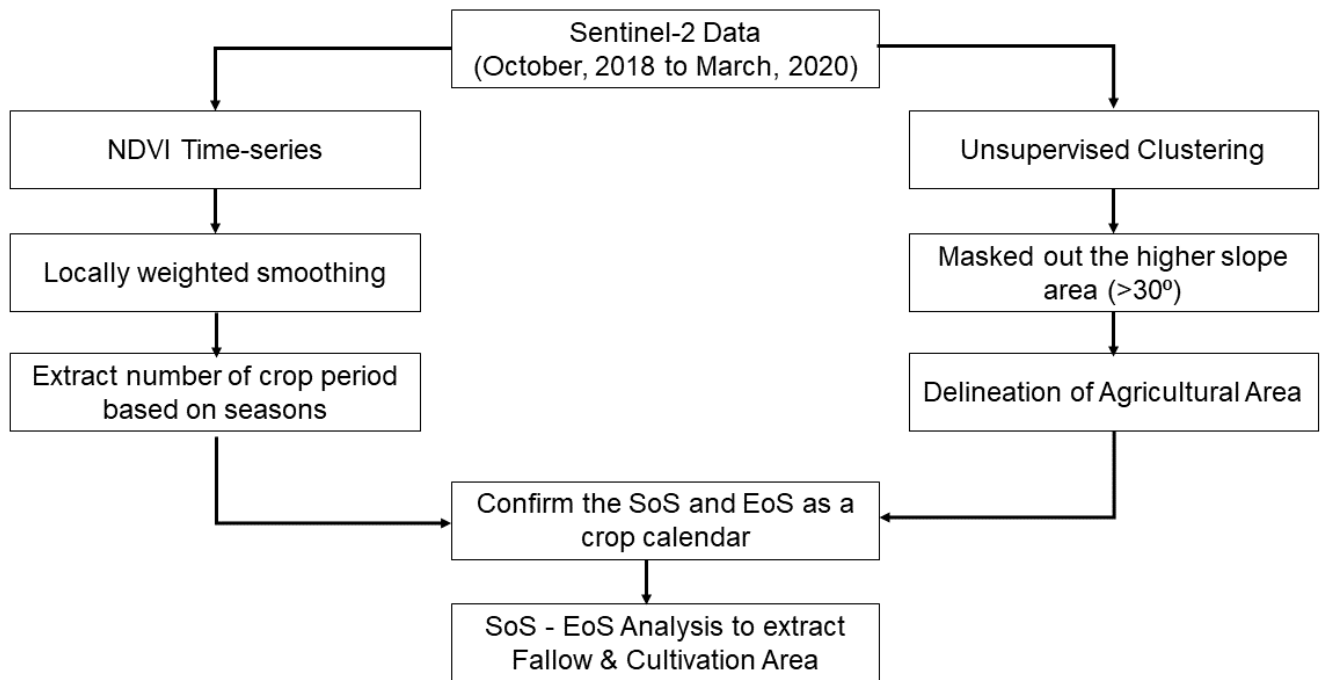 Sentinel-2 Data
(October, 2018 to March, 2020)
NDVI Time-series
Unsupervised Clustering
Locally weighted smoothing
Masked out the higher slope
area (>30º)
Extract number of crop period
based on seasons
Delineation of Agricultural Area
Confirm the SoS and EoS as a
crop calendar
SoS - EoS Analysis to extract
Fallow & Cultivation Area